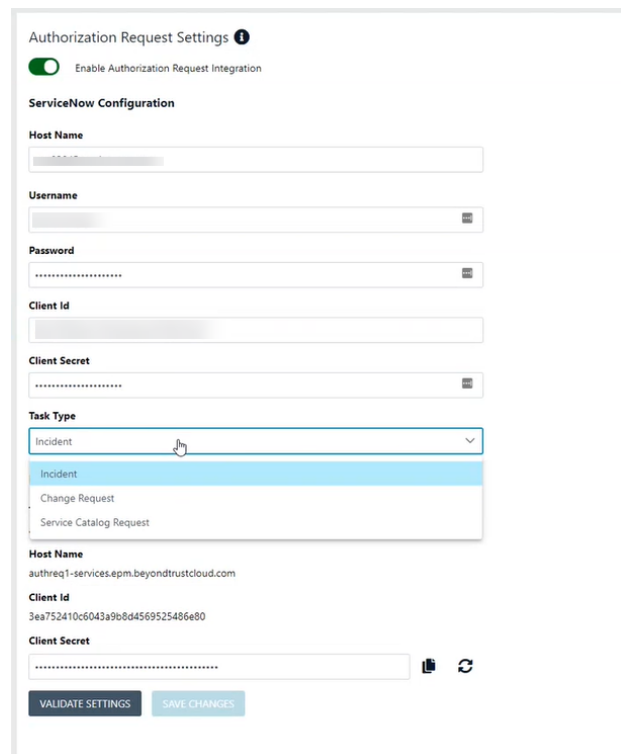 Authorization Request Settings
Enable Authorization Request Integration
ServiceNow Configuration
Host Name
Username
Password
Client Id
Client Secret
Task Type
Incident
Incident
Change Request
Service Catalog Request
Host Name
authreq1-services.epm.beyondtrustcloud.com
Client Id
3ea752410c6043a9b8d4569525486e80
Client Secret
VALIDATE SETTINGS
SAVE CHANGES